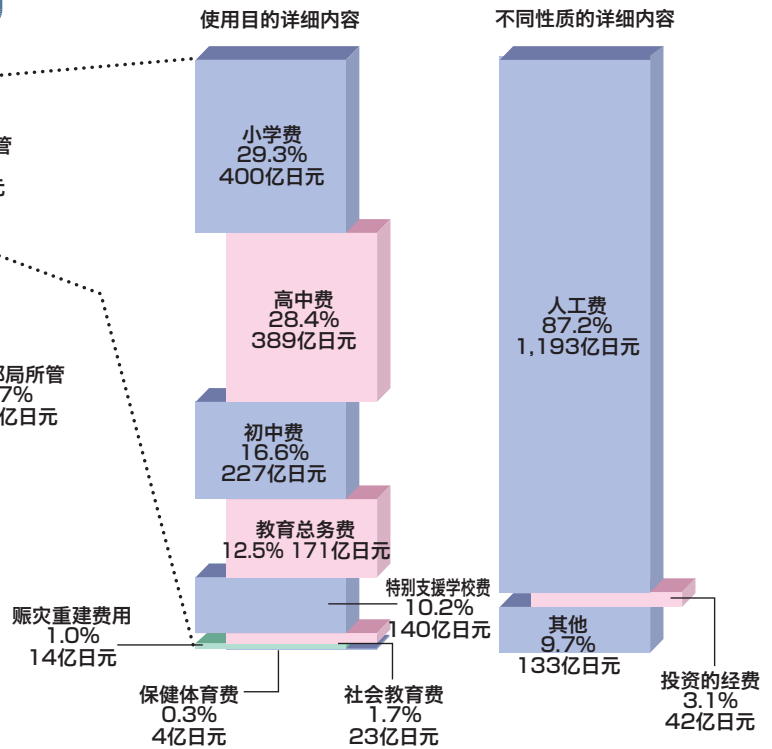 使用目的详细内容
不同性质的详细内容
管
元
局所管
7%
亿日元
小学费
29.3%
400亿日元
高中费
28.4%
389亿日元
初中费
16.6%
227亿日元
教育总务费
12.5% 171亿日元
特别支援学校费
10.2%
140亿日元
赈灾重建费用
1.0%
14亿日元
保健体育费
0.3%
4亿日元
社会教育费
1.7%
23亿日元
人工费
87.2%
1,193亿日元
其他
9.7%
133亿日元
投资的经费
3.1%
42亿日元